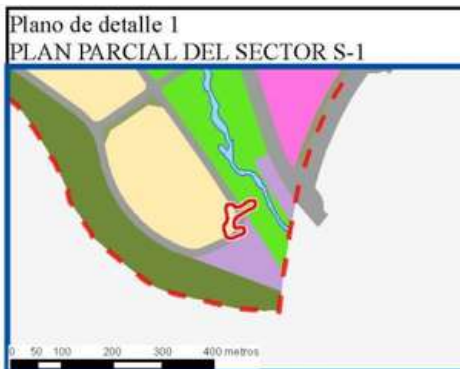 Plano de detalle 1
PLAN PARCIAL DEL SECTOR S-1
0 50 100 200 300 400 metros